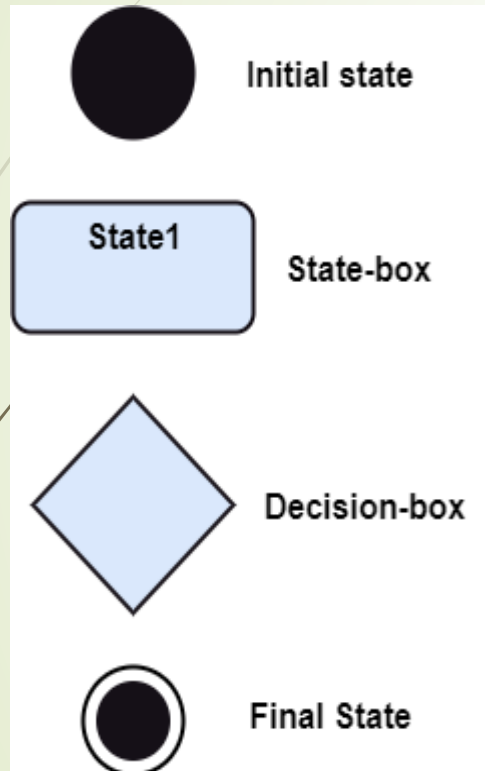 Initial state
State1
State-box
Decision-box
Final State